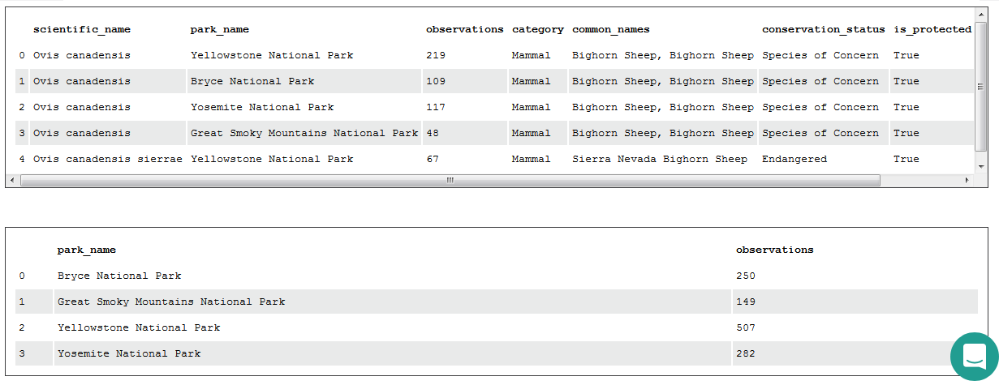 scientific_name park_name observations category common_names conservation_status is_protected
0 Ovis canadensis Yellowstone National Park 219 Mammal Bighorn Sheep, Bighorn Sheep Species of Concern True
1 Ovis canadensis Bryce National Park 109 Mammal Bighorn Sheep, Bighorn Sheep Species of Concern True
2 Ovis canadensis Yosemite National Park 117 Mammal Bighorn Sheep, Bighorn Sheep Species of Concern True
3 Ovis canadensis Great Smoky Mountains National Park 48 Mammal Bighorn Sheep, Bighorn Sheep Species of Concern True
4 Ovis canadensis sierrae Yellowstone National Park 67 Mammal Sierra Nevada Bighorn Sheep Endangered True
park_name observations
0 Bryce National Park 250
1 Great Smoky Mountains National Park 149
2 Yellowstone National Park 507
3 Yosemite National Park 282